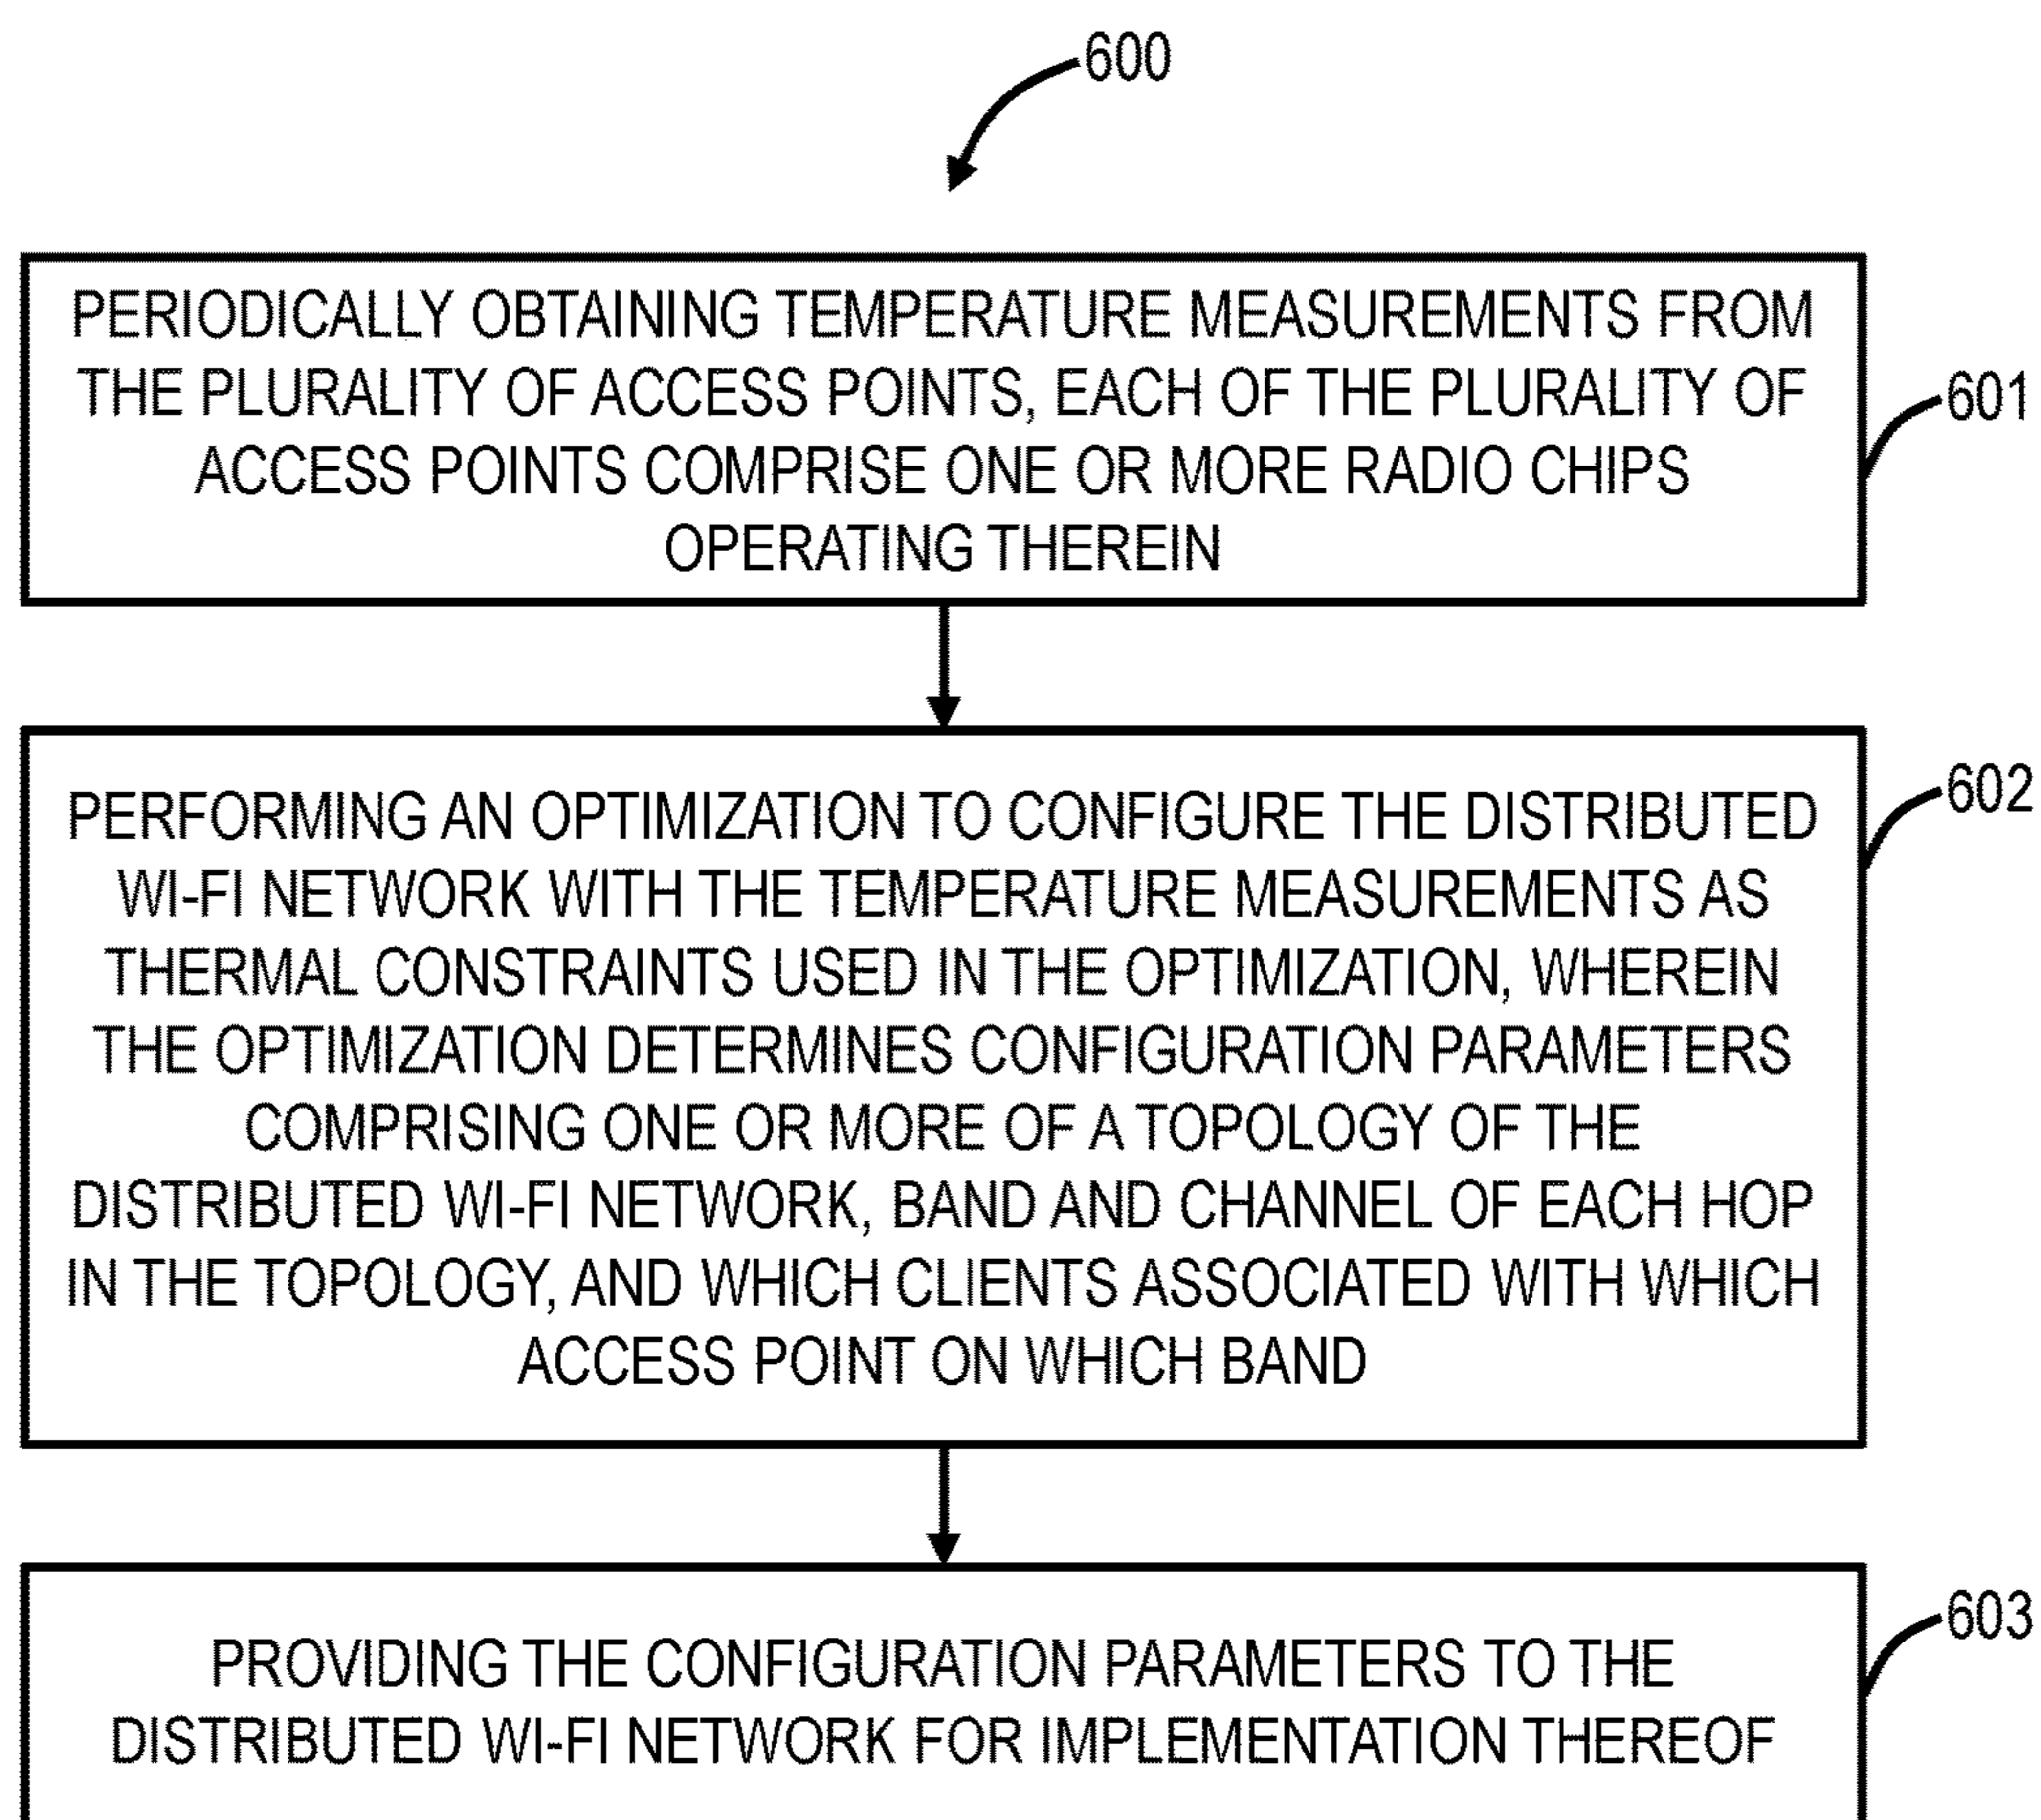 600
PERIODICALLY OBTAINING TEMPERATURE MEASUREMENTS FROM
THE PLURALITY OF ACCESS POINTS, EACH OF THE PLURALITY OF
ACCESS POINTS COMPRISE ONE OR MORE RADIO CHIPS
OPERATING THEREIN
601
PERFORMING AN OPTIMIZATION TO CONFIGURE THE DISTRIBUTED
WI-FI NETWORK WITH THE TEMPERATURE MEASUREMENTS AS
THERMAL CONSTRAINTS USED IN THE OPTIMIZATION, WHEREIN
THE OPTIMIZATION DETERMINES CONFIGURATION PARAMETERS
COMPRISING ONE OR MORE OF A TOPOLOGY OF THE
DISTRIBUTED WI-FI NETWORK, BAND AND CHANNEL OF EACH HOP
IN THE TOPOLOGY, AND WHICH CLIENTS ASSOCIATED WITH WHICH
ACCESS POINT ON WHICH BAND
602
PROVIDING THE CONFIGURATION PARAMETERS TO THE
DISTRIBUTED WI-FI NETWORK FOR IMPLEMENTATION THEREOF
603